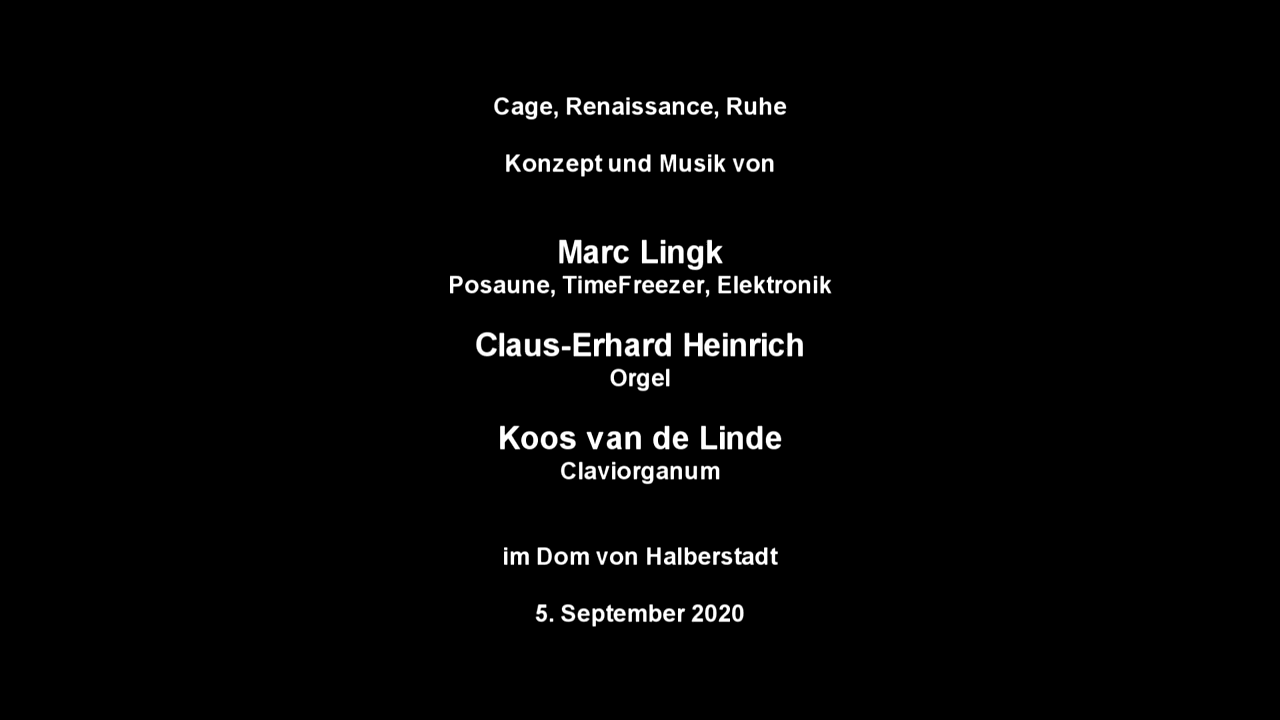 Cage, Renaissance, Ruhe
Konzept und Musik von
Marc Lingk
Posaune, TimeFreezer, Elektronik
Claus-Erhard Heinrich
Orgel
Koos van de Linde
Claviorganum
im Dom von Halberstadt
5. September 2020